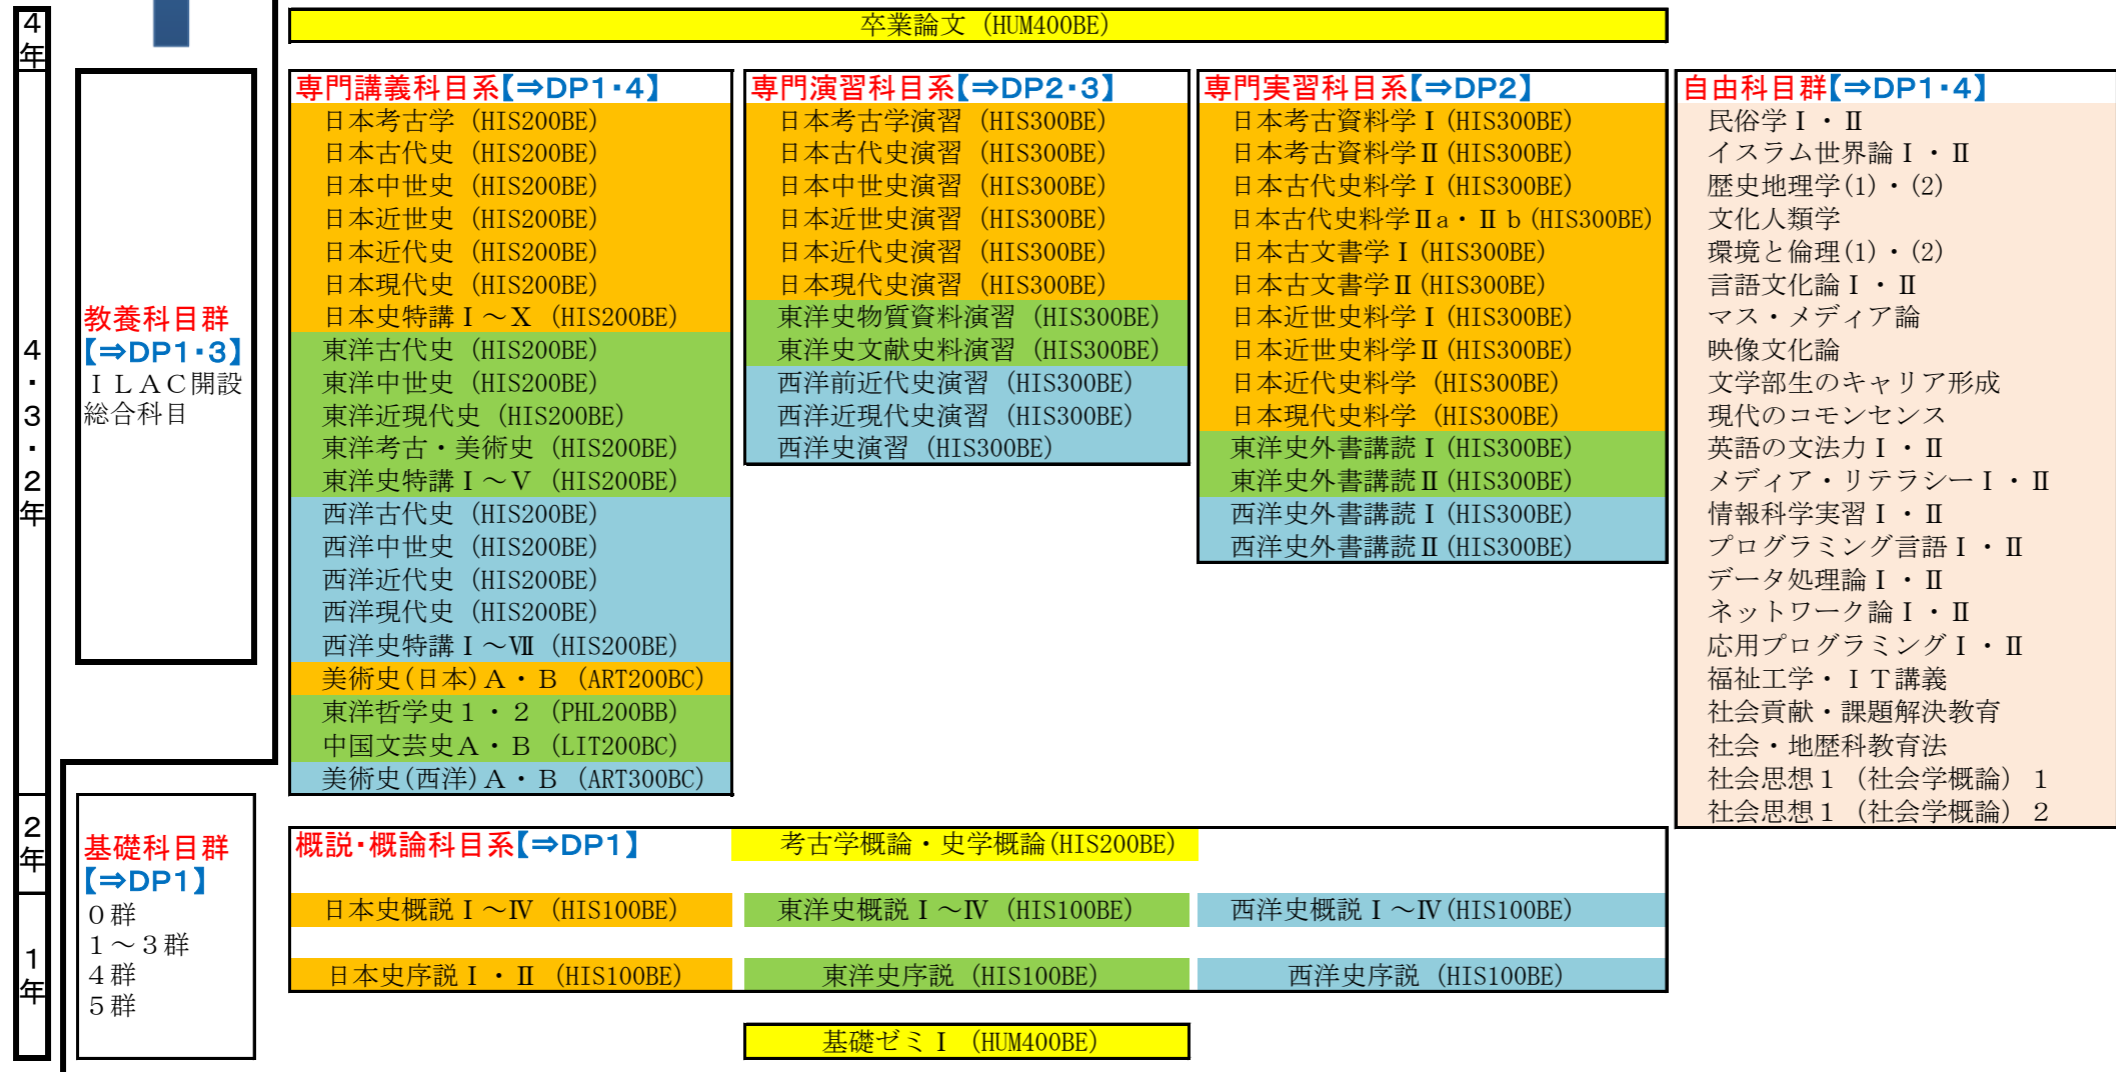 4
年
卒業論文 (HUM400BE)
4
・
3
・
2
年
教養科目群
【⇒DP1・3】
ＩＬＡＣ開設
総合科目
専門講義科目系【⇒DP1・4】
日本考古学 (HIS200BE)
日本古代史 (HIS200BE)
日本中世史 (HIS200BE)
日本近世史 (HIS200BE)
日本近代史 (HIS200BE)
日本現代史 (HIS200BE)
日本史特講Ⅰ～Ⅹ (HIS200BE)
東洋古代史 (HIS200BE)
東洋中世史 (HIS200BE)
東洋近現代史 (HIS200BE)
東洋考古・美術史 (HIS200BE)
東洋史特講Ⅰ～Ⅴ (HIS200BE)
西洋古代史 (HIS200BE)
西洋中世史 (HIS200BE)
西洋近代史 (HIS200BE)
西洋現代史 (HIS200BE)
西洋史特講Ⅰ～Ⅶ (HIS200BE)
美術史(日本)Ａ・Ｂ (ART200BC)
東洋哲学史１・２ (PHL200BB)
中国文芸史Ａ・Ｂ (LIT200BC)
美術史(西洋)Ａ・Ｂ (ART300BC)
専門演習科目系【⇒DP2・3】
日本考古学演習 (HIS300BE)
日本古代史演習 (HIS300BE)
日本中世史演習 (HIS300BE)
日本近世史演習 (HIS300BE)
日本近代史演習 (HIS300BE)
日本現代史演習 (HIS300BE)
東洋史物質資料演習 (HIS300BE)
東洋史文献史料演習 (HIS300BE)
西洋前近代史演習 (HIS300BE)
西洋近現代史演習 (HIS300BE)
西洋史演習 (HIS300BE)
専門実習科目系【⇒DP2】
日本考古資料学Ⅰ(HIS300BE)
日本考古資料学Ⅱ(HIS300BE)
日本古代史料学Ⅰ(HIS300BE)
日本古代史料学Ⅱａ・Ⅱｂ(HIS300BE)
日本古文書学Ⅰ(HIS300BE)
日本古文書学Ⅱ(HIS300BE)
日本近世史料学Ⅰ(HIS300BE)
日本近世史料学Ⅱ(HIS300BE)
日本近代史料学 (HIS300BE)
日本現代史料学 (HIS300BE)
東洋史外書講読Ⅰ(HIS300BE)
東洋史外書講読Ⅱ(HIS300BE)
西洋史外書講読Ⅰ(HIS300BE)
西洋史外書講読Ⅱ(HIS300BE)
自由科目群【⇒DP1・4】
民俗学Ⅰ・Ⅱ
イスラム世界論Ⅰ・Ⅱ
歴史地理学(1)・(2)
文化人類学
環境と倫理(1)・(2)
言語文化論Ⅰ・Ⅱ
マス・メディア論
映像文化論
文学部生のキャリア形成
現代のコモンセンス
英語の文法力Ⅰ・Ⅱ
メディア・リテラシーⅠ・Ⅱ
情報科学実習Ⅰ・Ⅱ
プログラミング言語Ⅰ・Ⅱ
データ処理論Ⅰ・Ⅱ
ネットワーク論Ⅰ・Ⅱ
応用プログラミングⅠ・Ⅱ
福祉工学・ＩＴ講義
社会貢献・課題解決教育
社会・地歴科教育法
社会思想１（社会学概論）１
社会思想１（社会学概論）２
2
年
1
年
基礎科目群
【⇒DP1】
０群
１～３群
４群
５群
概説・概論科目系【⇒DP1】
考古学概論・史学概論(HIS200BE)
日本史概説Ⅰ～Ⅳ (HIS100BE)
東洋史概説Ⅰ～Ⅳ (HIS100BE)
西洋史概説Ⅰ～Ⅳ(HIS100BE)
日本史序説Ⅰ・Ⅱ (HIS100BE)
東洋史序説 (HIS100BE)
西洋史序説 (HIS100BE)
基礎ゼミⅠ (HUM400BE)